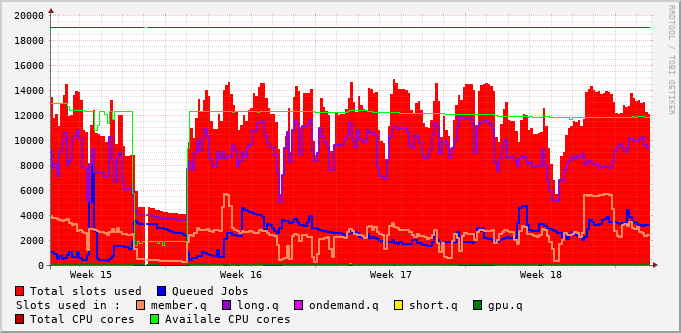 RRDTOOL / TOBI OETIKER
20000
18000
16000
14000
12000
10000
8000
6000
4000
2000
0
Week 15 Week 16 Week 17 Week 18
Total slots used Queued Jobs
Slots used in : member.q long.q ondemand.q short.q gpu.q
Total CPU cores Availale CPU cores